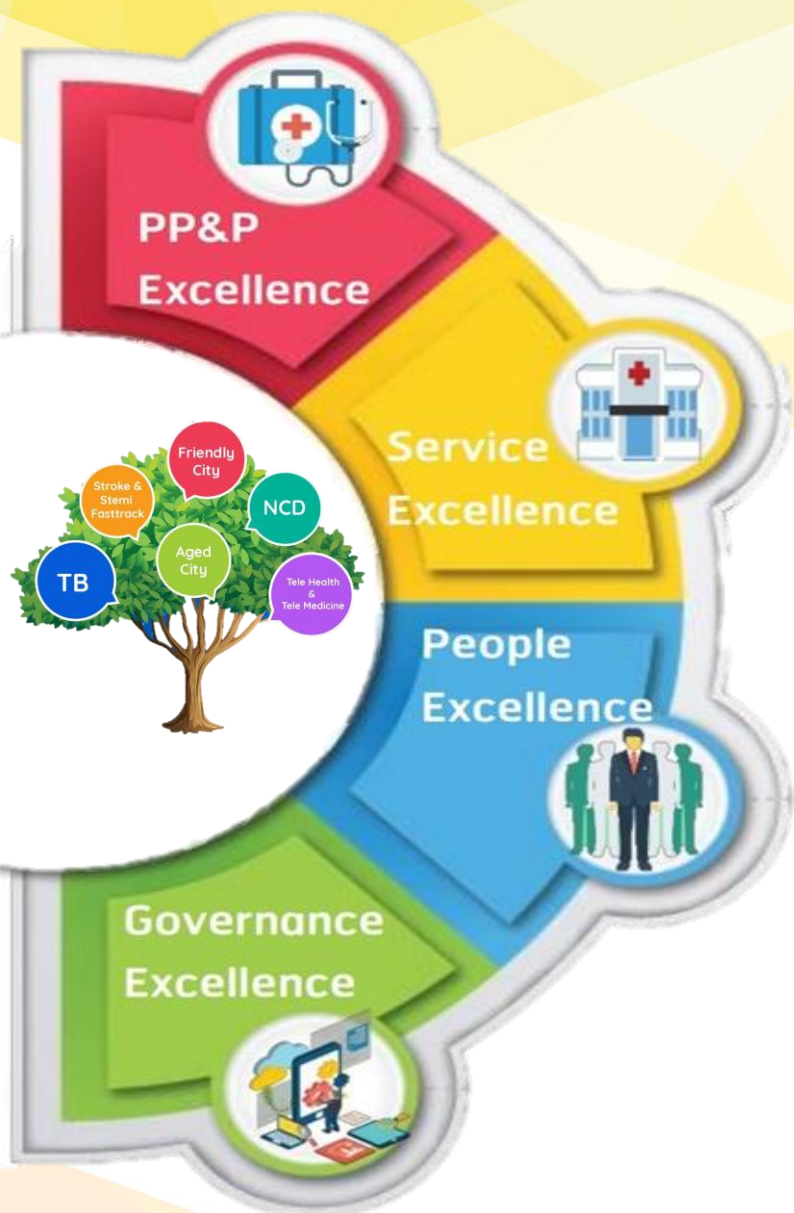 PP&P
Excellence
Service
Excellence
Friendly
City
Stroke &
Stemi
Fasttrack
NCD
Aged
City
TB
Tele Health
&
Tele Medicine
People
Excellence
Governance
Excellence